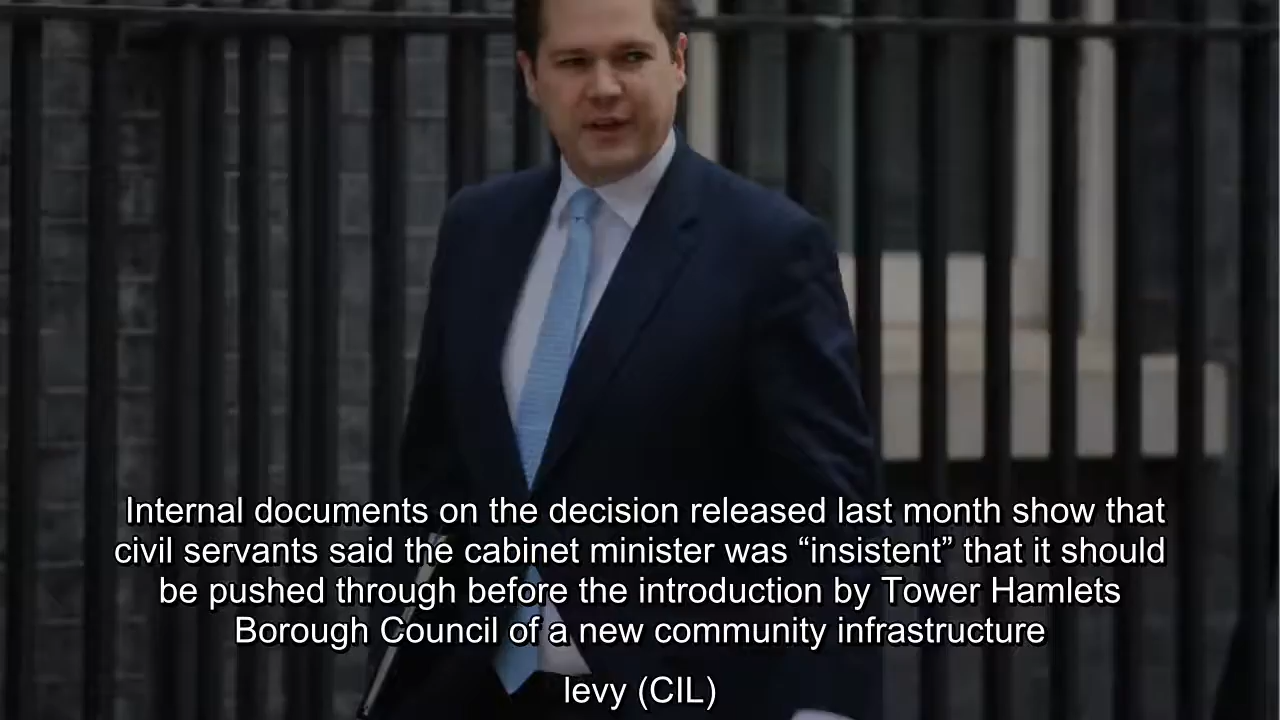 Internal documents on the decision released last month show that
civil servants said the cabinet minister was “insistent” that it should
be pushed through before the introduction by Tower Hamlets
Borough Council of a new community infrastructure
levy (CIL)